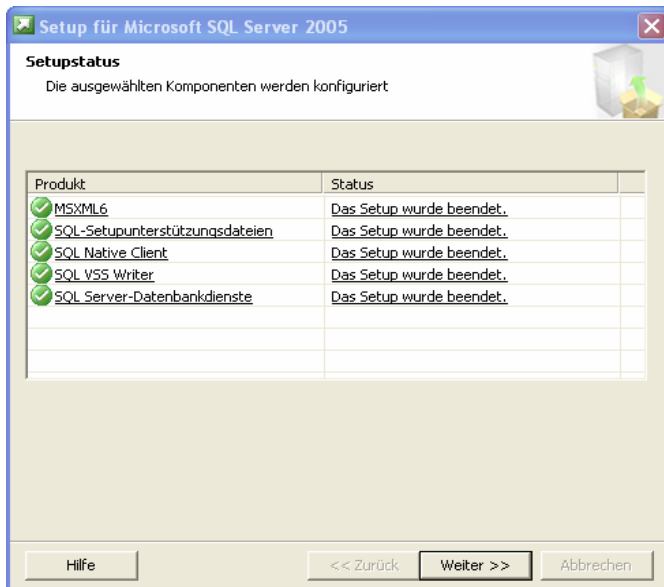 Setup für Microsoft SQL Server 2005
Setupstatus
Die ausgewählten Komponenten werden konfiguriert
Produkt Status
MSXML6 Das Setup wurde beendet.
SQL-Setupunterstützungsdateien Das Setup wurde beendet.
SQL Native Client Das Setup wurde beendet.
SQL VSS Writer Das Setup wurde beendet.
SQL Server-Datenbankdienste Das Setup wurde beendet.
Hilfe << Zurück Weiter >> Abbrechen